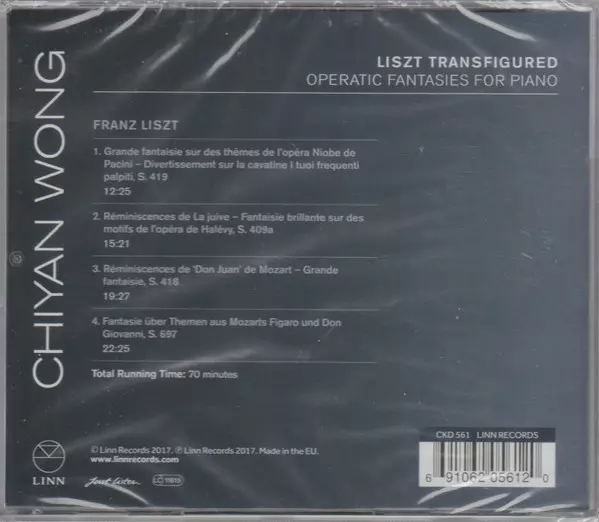 LISZT TRANSFIGURED
OPERATIC FANTASIES FOR PIANO
CHIYAN WONG
FRANZ LISZT
1. Grande fantaisie sur des thèmes de l'opéra Niobe de
Pacini – Divertissement sur la cavatine I tuoi frequenti
palpiti, S. 419
12:25
2. Réminiscences de La juive – Fantaisie brillante sur des
motifs de l'opéra de Halévy, S. 409a
15:21
3. Réminiscences de 'Don Juan' de Mozart – Grande
fantaisie, S. 418
19:27
4. Fantasie über Themen aus Mozarts Figaro und Don
Giovanni, S. 697
22:25
Total Running Time: 70 minutes
CKD 561 LINN RECORDS
6 91062 05612 0
© Linn Records 2017, ℗ Linn Records 2017. Made in the EU.
www.linnrecords.com
LINN
Just listen.
LC 11615